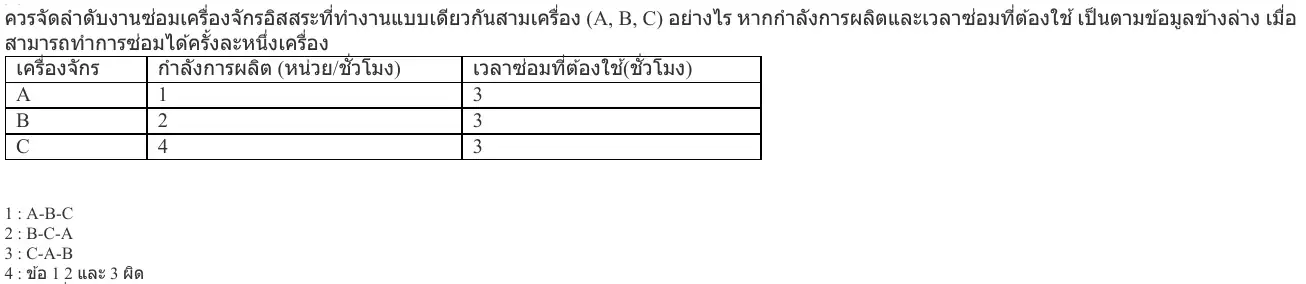 ควรจัดลำดับงานซ่อมเครื่องจักรอิสสระที่ทำงานแบบเดียวกันสามเครื่อง (A, B, C) อย่างไร หากกำลังการผลิตและเวลาซ่อมที่ต้องใช้ เป็นตามข้อมูลข้างล่าง เมื่อ
สามารถทำการซ่อมได้ครั้งละหนึ่งเครื่อง
เครื่องจักร กำลังการผลิต (หน่วย/ชั่วโมง) เวลาซ่อมที่ต้องใช้(ชั่วโมง)
A 1 3
B 2 3
C 4 3
1 : A-B-C
2 : B-C-A
3 : C-A-B
4 : ข้อ 1 2 และ 3 ผิด